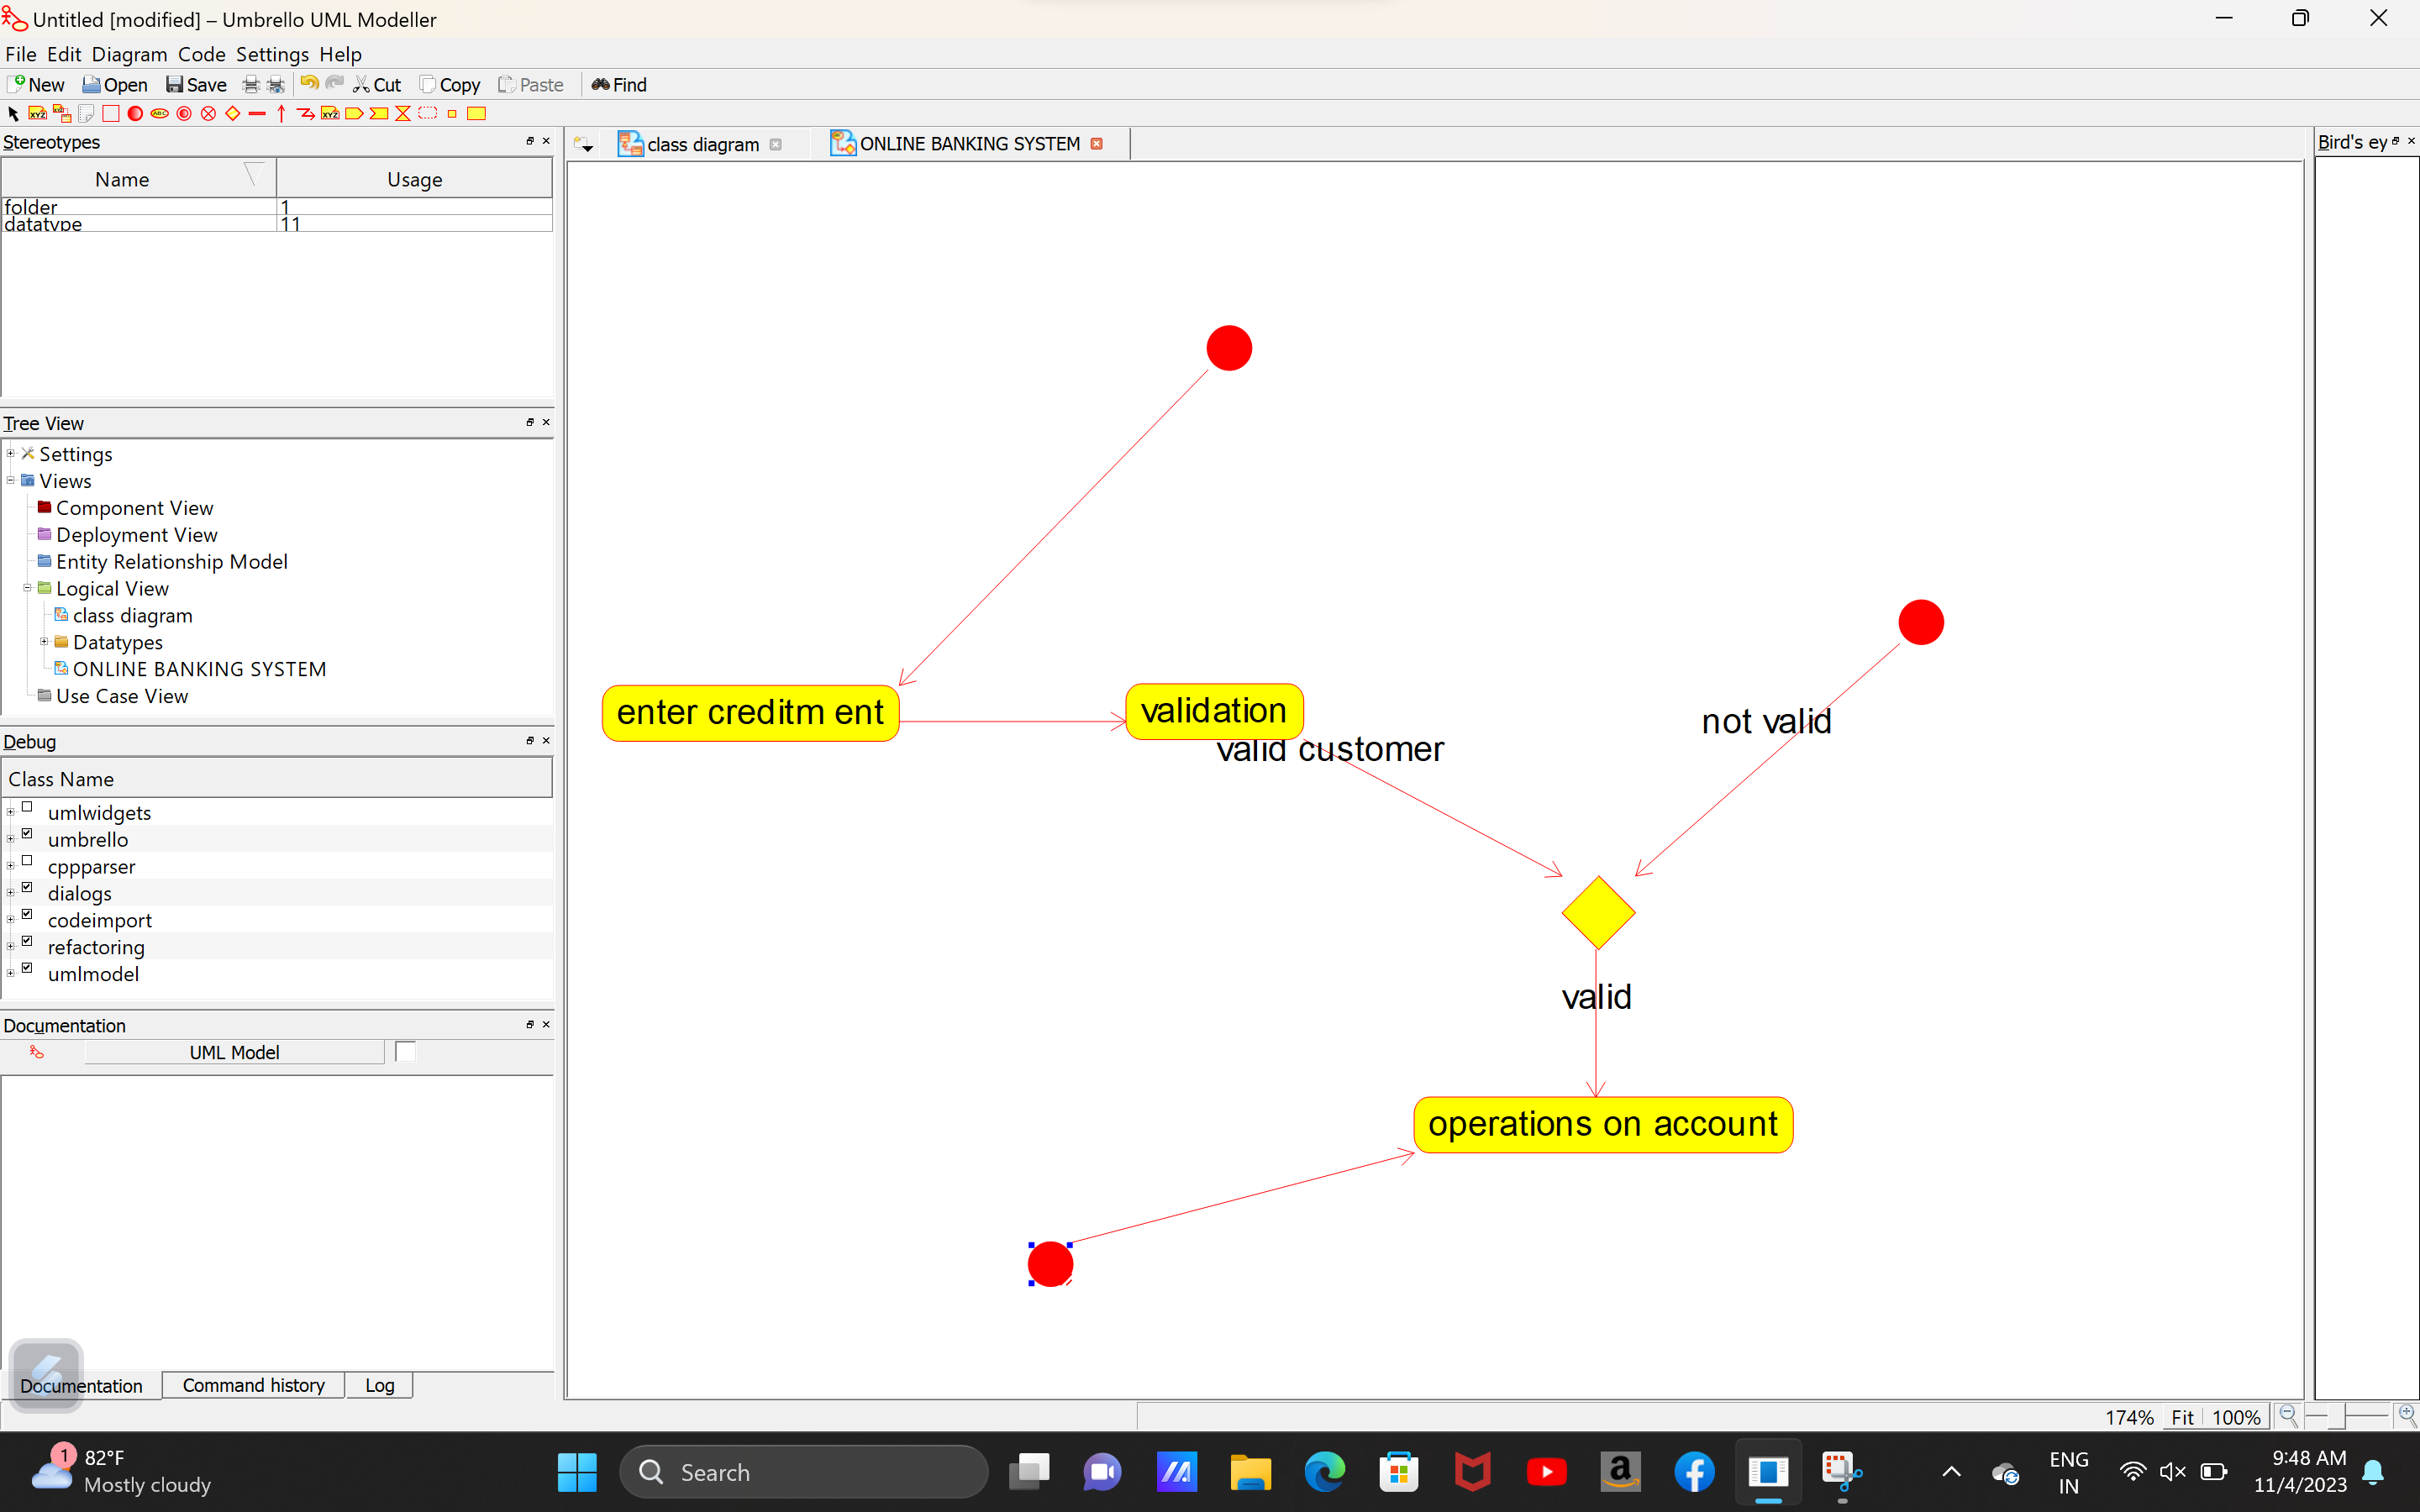 Untitled [modified] – Umbrello UML Modeller
File Edit Diagram Code Settings Help
New Open Save Cut Copy Paste Find
Stereotypes
Name Usage
folder 1
datatype 11
Tree View
Settings
Views
Component View
Deployment View
Entity Relationship Model
Logical View
class diagram
Datatypes
ONLINE BANKING SYSTEM
Use Case View
Debug
Class Name
umlwidgets
umbrello
cppparser
dialogs
codeimport
refactoring
umlmodel
Documentation
UML Model
Documentation Command history Log
class diagram ONLINE BANKING SYSTEM
Bird's ey
enter creditm ent
validation
valid customer
not valid
valid
operations on account
174% Fit 100%
1
82°F
Mostly cloudy
Search
ENG
IN
9:48 AM
11/4/2023